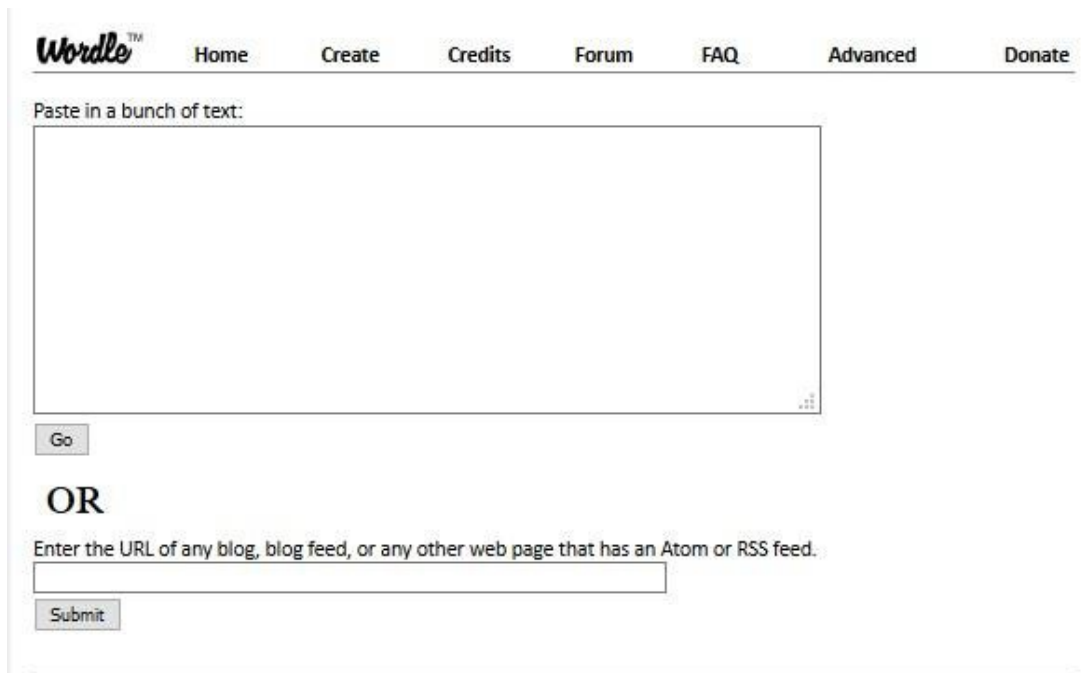 Wordle™ Home Create Credits Forum FAQ Advanced Donate
Paste in a bunch of text:
Go
OR
Enter the URL of any blog, blog feed, or any other web page that has an Atom or RSS feed.
Submit